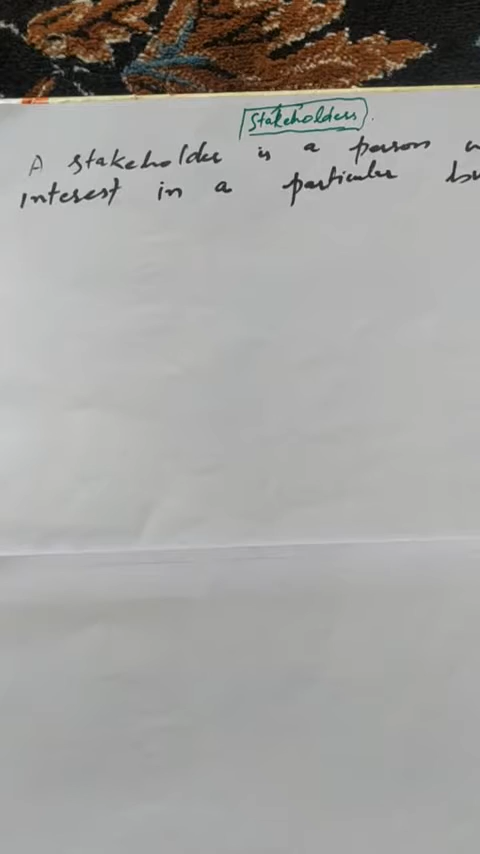 Stakeholders.
A stakeholder is a person
interest in a particular